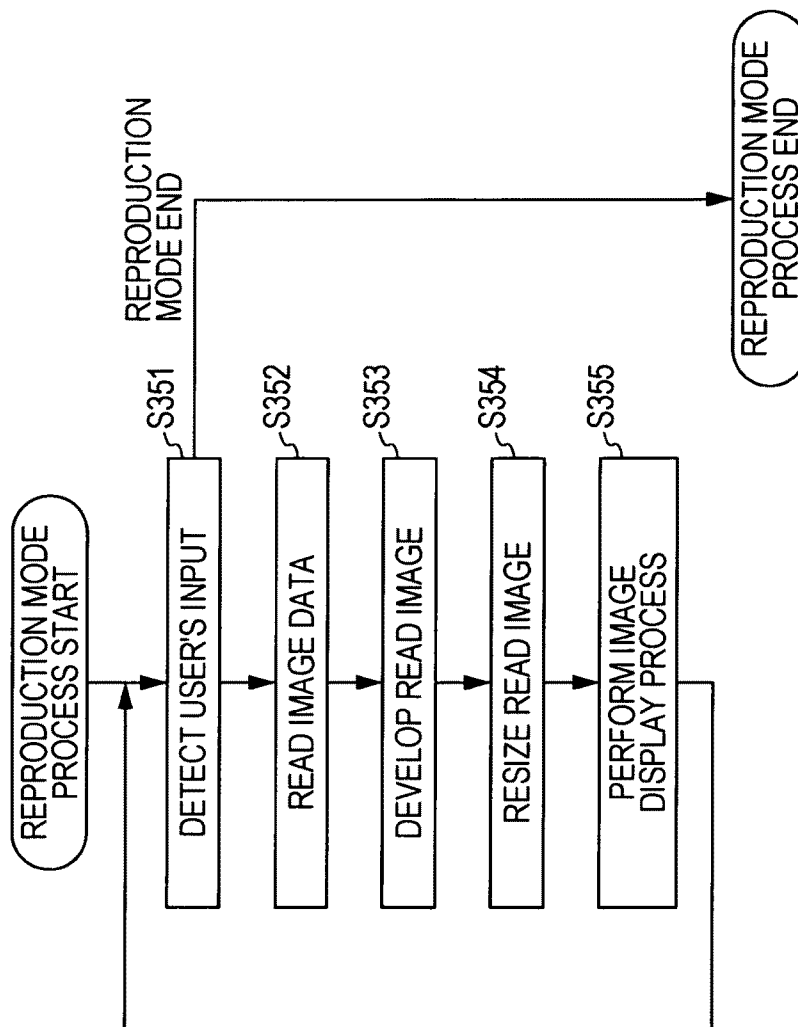 REPRODUCTION MODE
PROCESS START
S351
DETECT USER'S INPUT
REPRODUCTION
MODE END
S352
READ IMAGE DATA
S353
DEVELOP READ IMAGE
S354
RESIZE READ IMAGE
S355
PERFORM IMAGE
DISPLAY PROCESS
REPRODUCTION MODE
PROCESS END